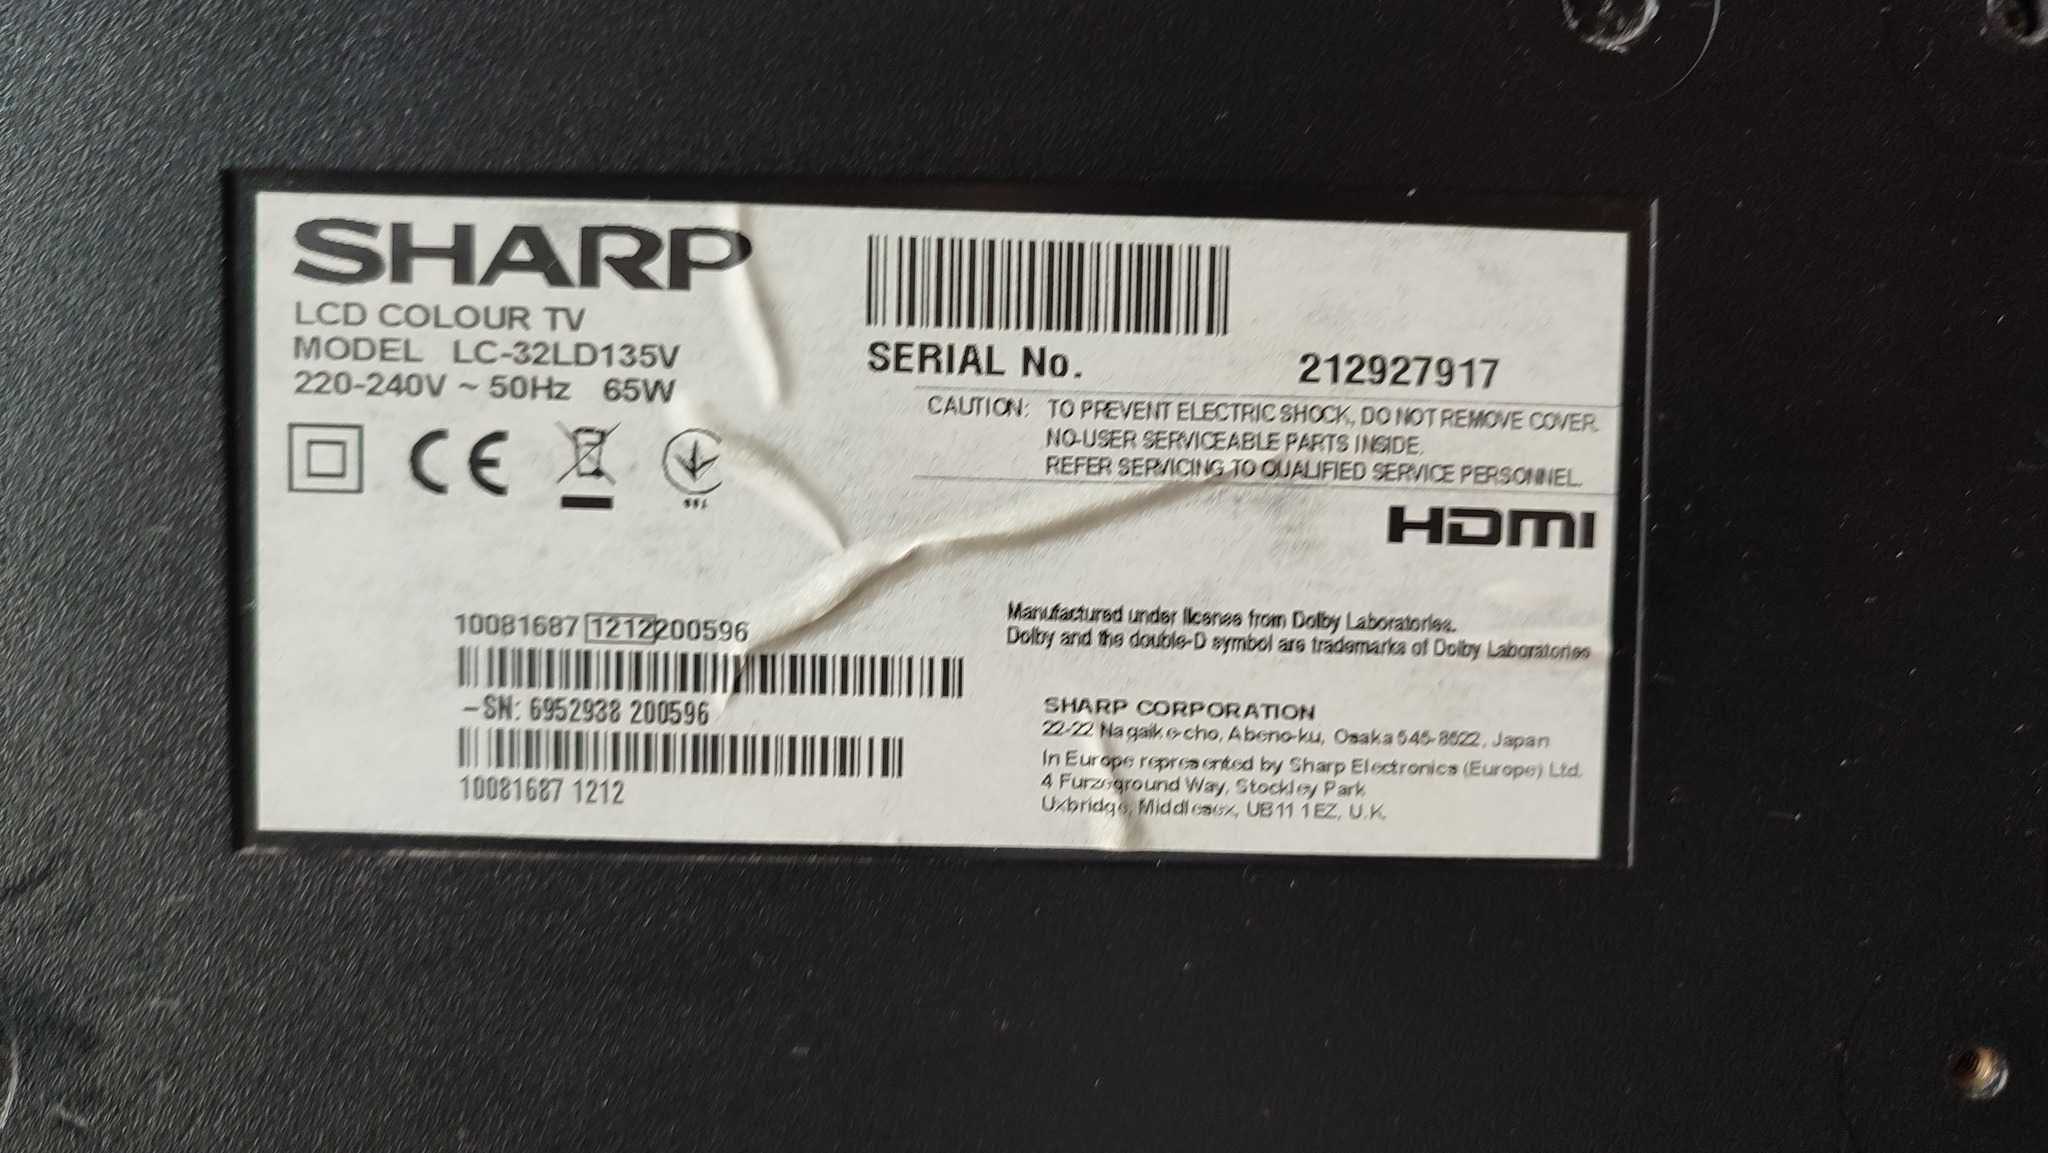 SHARP
LCD COLOUR TV
MODEL LC-32LD135V
220-240V ~ 50Hz 65W
CE
SERIAL No. 212927917
CAUTION: TO PREVENT ELECTRIC SHOCK, DO NOT REMOVE COVER.
NO-USER SERVICEABLE PARTS INSIDE.
REFER SERVICING TO QUALIFIED SERVICE PERSONNEL.
HDMI
10081687 1212 200596
-SN: 6952938 200596
10081687 1212
Manufactured under license from Dolby Laboratories.
Dolby and the double-D symbol are trademarks of Dolby Laboratories
SHARP CORPORATION
22-22 Nagaike-cho, Abeno-ku, Osaka 545-8522, Japan
In Europe represented by Sharp Electronics (Europe) Ltd.
4 Furzeground Way, Stockley Park
Uxbridge, Middlesex, UB11 1EZ, U.K.